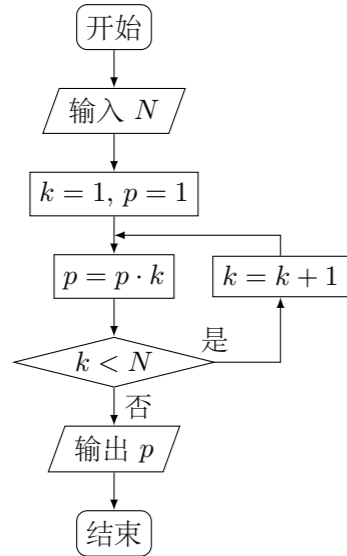 开始
输入 N
k = 1, p = 1
p = p · k
k = k + 1
k < N
是
否
输出 p
结束